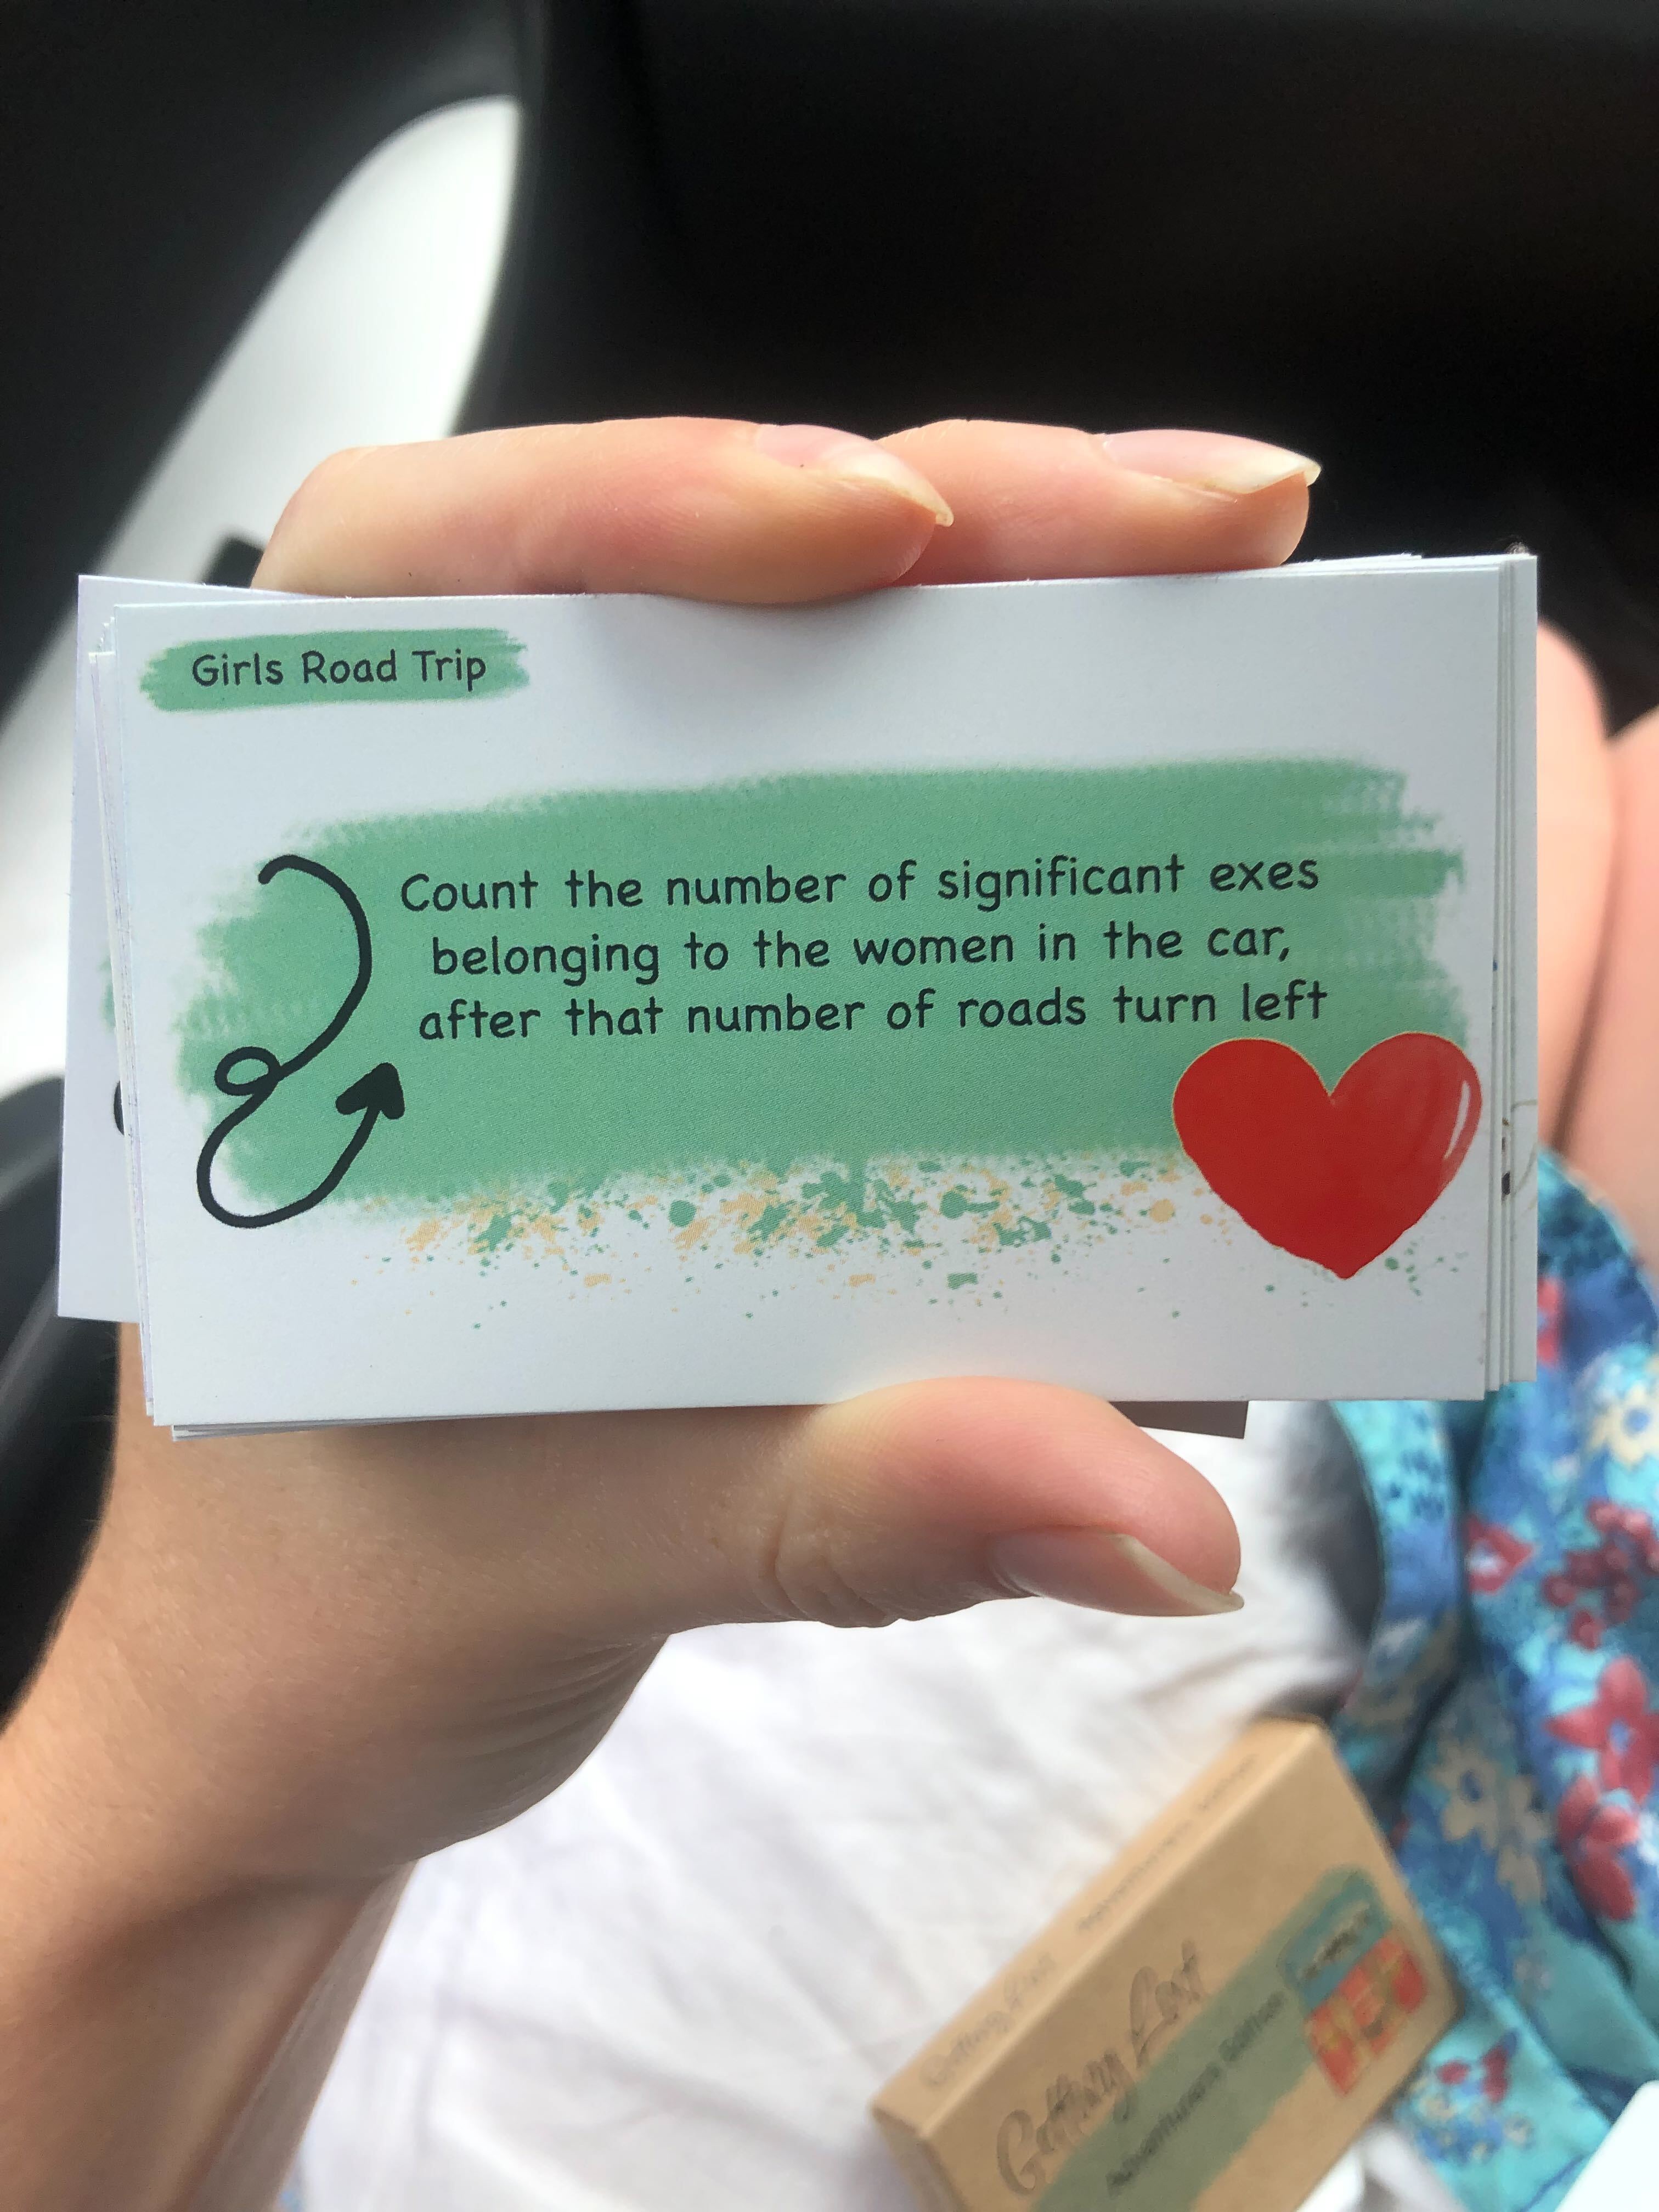 Girls Road Trip
Count the number of significant exes
belonging to the women in the car,
after that number of roads turn left
Getting Lost